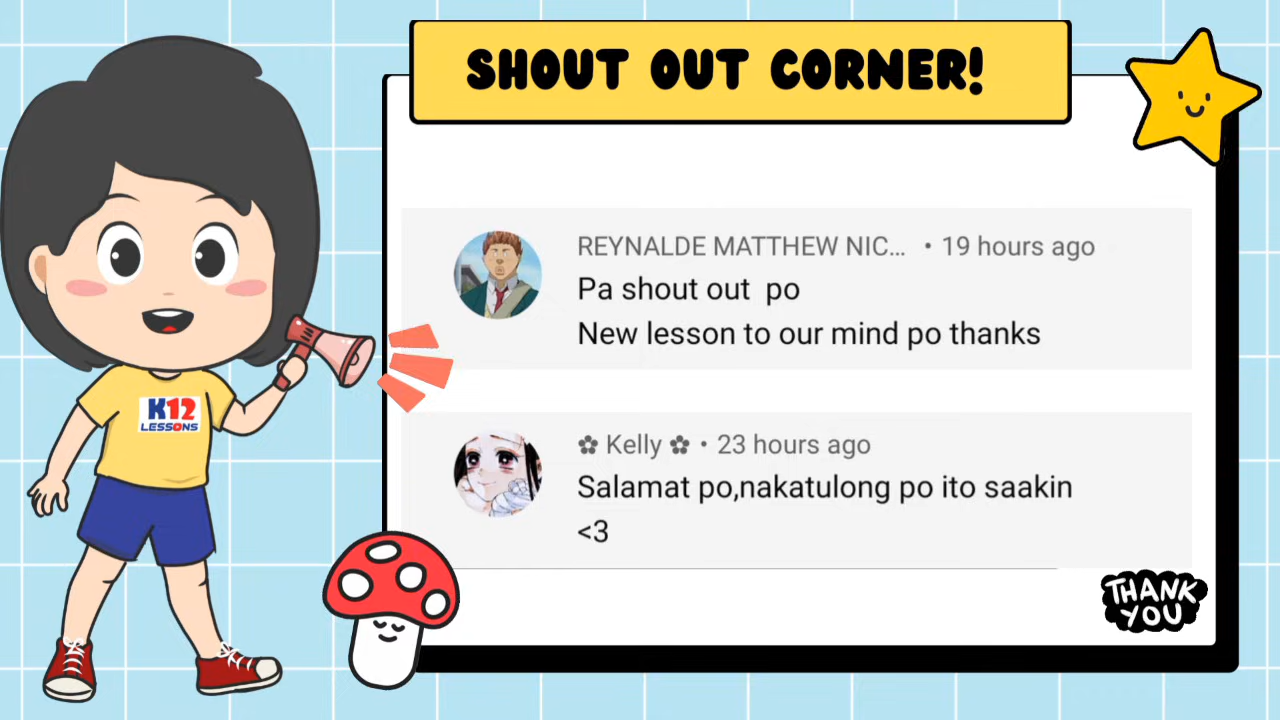 SHOUT OUT CORNER!
REYNALDE MATTHEW NIC... • 19 hours ago
Pa shout out  po
New lesson to our mind po thanks
K12
LESSONS
✿ Kelly ✿ • 23 hours ago
Salamat po,nakatulong po ito saakin
<3
THANK
YOU